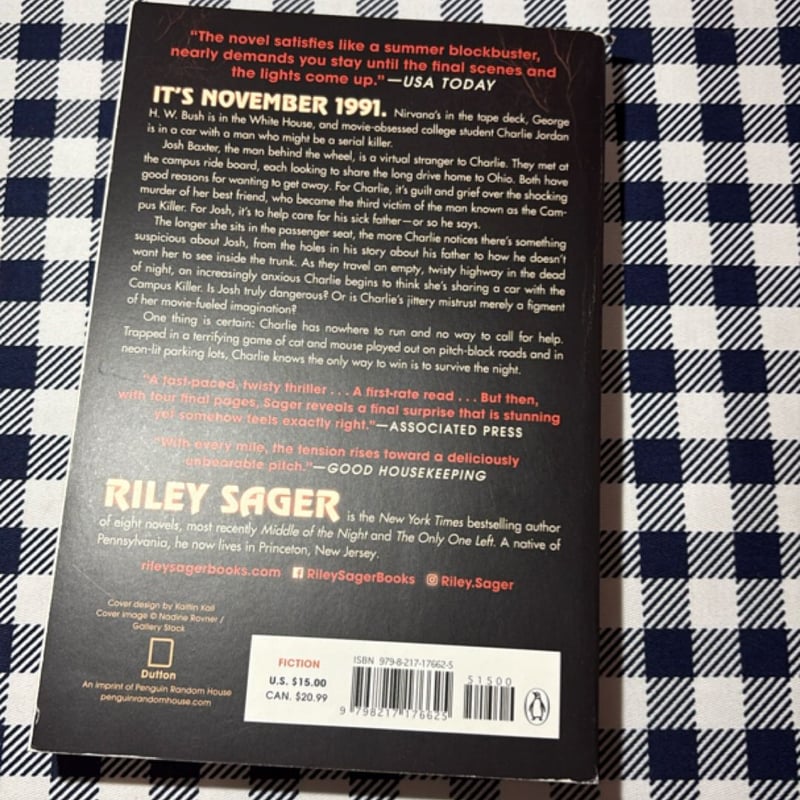 “The novel satisfies like a summer blockbuster,
nearly demands you stay until the final scenes and
the lights come up.”—USA TODAY
IT’S NOVEMBER 1991. Nirvana’s in the tape deck, George
H. W. Bush is in the White House, and movie-obsessed college student Charlie Jordan
is in a car with a man who might be a serial killer.
Josh Baxter, the man behind the wheel, is a virtual stranger to Charlie. They met at
the campus ride board, each looking to share the long drive home to Ohio. Both have
good reasons for wanting to get away. For Charlie, it’s guilt and grief over the shocking
murder of her best friend, who became the third victim of the man known as the Cam-
pus Killer. For Josh, it’s to help care for his sick father—or so he says.
The longer she sits in the passenger seat, the more Charlie notices there’s something
suspicious about Josh, from the holes in his story about his father to how he doesn’t
want her to see inside the trunk. As they travel an empty, twisty highway in the dead
of night, an increasingly anxious Charlie begins to think she’s sharing a car with the
Campus Killer. Is Josh truly dangerous? Or is Charlie’s jittery mistrust merely a figment
of her movie-fueled imagination?
One thing is certain: Charlie has nowhere to run and no way to call for help.
Trapped in a terrifying game of cat and mouse played out on pitch-black roads and in
neon-lit parking lots, Charlie knows the only way to win is to survive the night.
“A fast-paced, twisty thriller . . . A first-rate read . . . But then,
with four final pages, Sager reveals a final surprise that is stunning
yet somehow feels exactly right.”—ASSOCIATED PRESS
“With every mile, the tension rises toward a deliciously
unbearable pitch.”—GOOD HOUSEKEEPING
RILEY SAGER is the New York Times bestselling author
of eight novels, most recently Middle of the Night and The Only One Left. A native of
Pennsylvania, he now lives in Princeton, New Jersey.
rileysagerbooks.com RileySagerBooks Riley.Sager
Cover design by Kaitlin Kall
Cover image © Nadine Rovner /
Gallery Stock
Dutton
An imprint of Penguin Random House
penguinrandomhouse.com
FICTION
U.S. $15.00
CAN. $20.99
ISBN 979-8-217-17662-5
51500
9 798217 176625